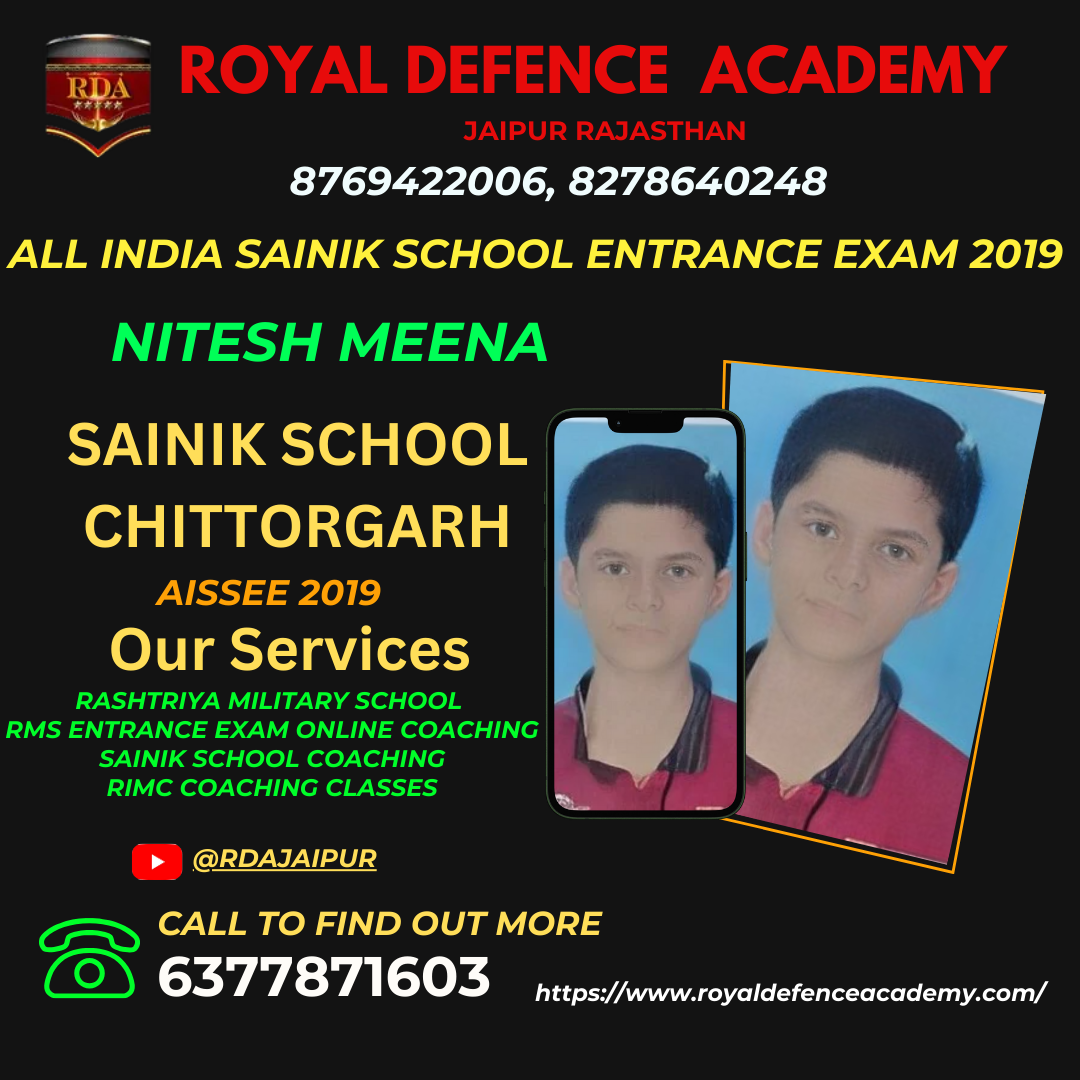 RDA
ROYAL DEFENCE ACADEMY
JAIPUR RAJASTHAN
8769422006, 8278640248
ALL INDIA SAINIK SCHOOL ENTRANCE EXAM 2019
NITESH MEENA
SAINIK SCHOOL
CHITTORGARH
AISSEE 2019
Our Services
RASHTRIYA MILITARY SCHOOL
RMS ENTRANCE EXAM ONLINE COACHING
SAINIK SCHOOL COACHING
RIMC COACHING CLASSES
@RDAJAIPUR
CALL TO FIND OUT MORE
6377871603
https://www.royaldefenceacademy.com/